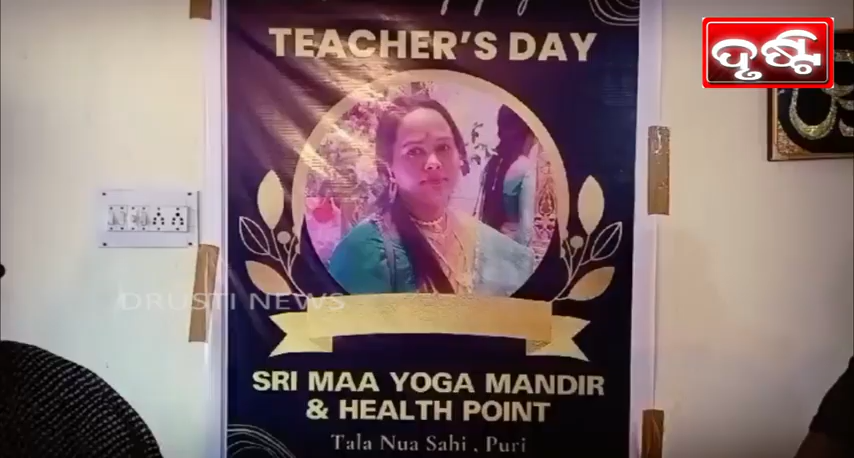 TEACHER'S DAY
ଦୃଷ୍ଟି
DRUSTI NEWS
SRI MAA YOGA MANDIR
& HEALTH POINT
Tala Nua Sahi , Puri